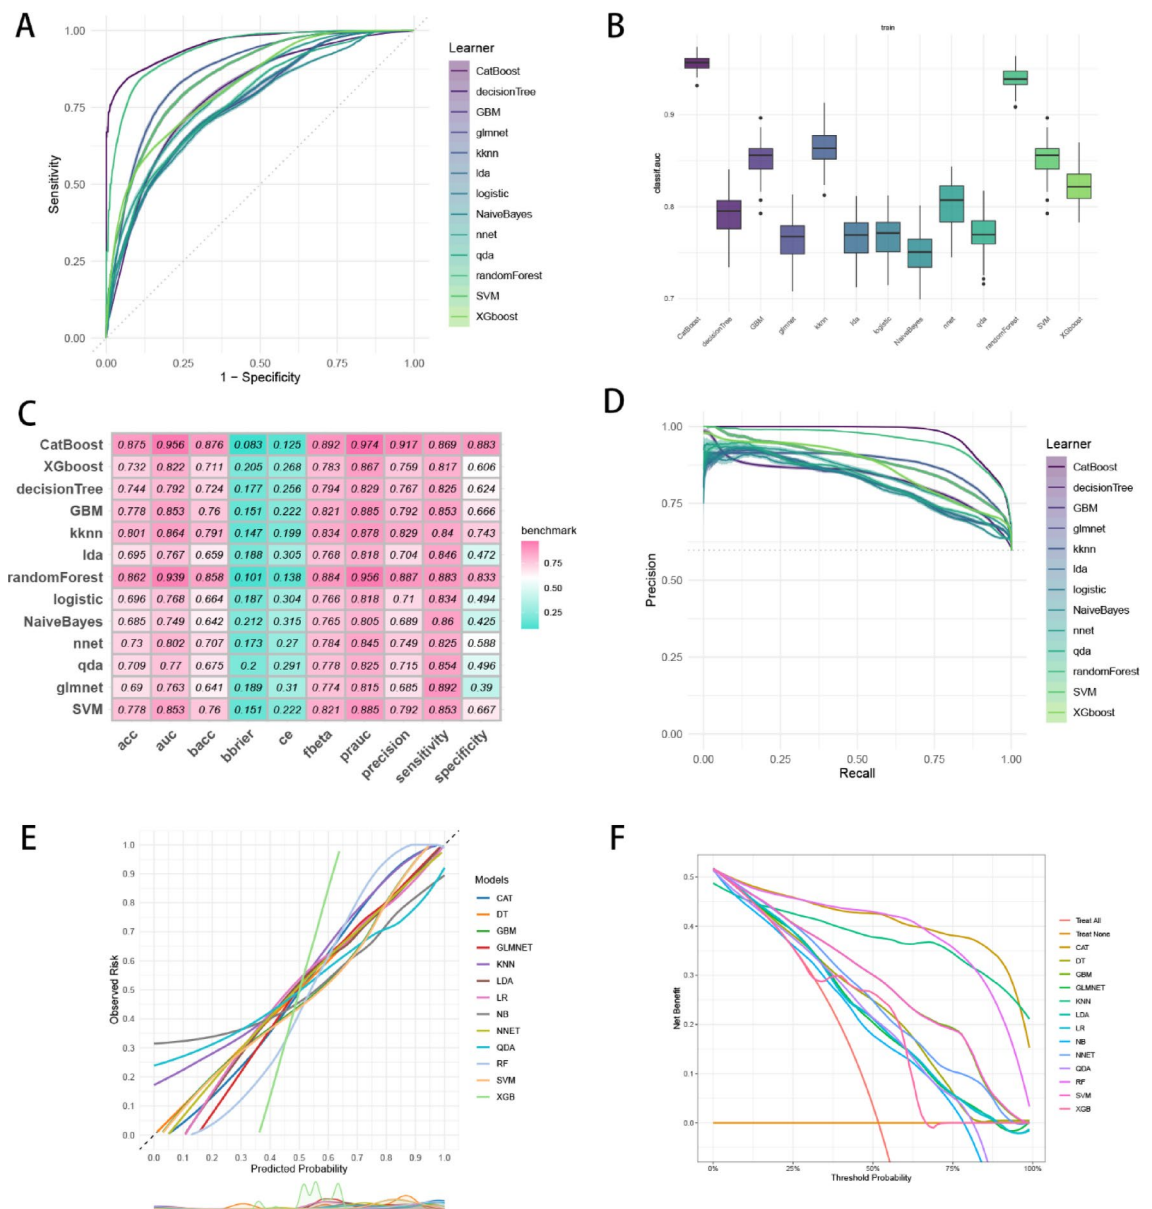 A
1.00
0.75
0.50
0.25
0.00
Sensitivity
0.00 0.25 0.50 0.75 1.00
1 − Specificity
Learner
CatBoost
decisionTree
GBM
glmnet
kknn
lda
logistic
NaiveBayes
nnet
qda
randomForest
SVM
XGboost
B
train
0.9
0.8
0.7
classif.auc
CatBoost decisionTree GBM glmnet kknn lda logistic NaiveBayes nnet qda randomForest SVM XGboost
C
CatBoost 0.875 0.956 0.876 0.083 0.125 0.892 0.974 0.917 0.869 0.883
XGboost 0.732 0.822 0.711 0.205 0.268 0.783 0.867 0.759 0.817 0.606
decisionTree 0.744 0.792 0.724 0.177 0.256 0.794 0.829 0.767 0.825 0.624
GBM 0.778 0.853 0.76 0.151 0.222 0.821 0.885 0.792 0.853 0.666
kknn 0.801 0.864 0.791 0.147 0.199 0.834 0.878 0.829 0.84 0.743
lda 0.695 0.767 0.659 0.188 0.305 0.768 0.818 0.704 0.846 0.472
randomForest 0.862 0.939 0.858 0.101 0.138 0.884 0.956 0.887 0.883 0.833
logistic 0.696 0.768 0.664 0.187 0.304 0.766 0.818 0.71 0.834 0.494
NaiveBayes 0.685 0.749 0.642 0.212 0.315 0.765 0.805 0.689 0.86 0.425
nnet 0.73 0.802 0.707 0.173 0.27 0.784 0.845 0.749 0.825 0.588
qda 0.709 0.77 0.675 0.2 0.291 0.778 0.825 0.715 0.854 0.496
glmnet 0.69 0.763 0.641 0.189 0.31 0.774 0.815 0.685 0.892 0.39
SVM 0.778 0.853 0.76 0.151 0.222 0.821 0.885 0.792 0.853 0.667
acc auc bacc bbrier ce fbeta prauc precision sensitivity specificity
benchmark
0.75
0.50
0.25
D
1.00
0.75
0.50
0.25
0.00
Precision
0.00 0.25 0.50 0.75 1.00
Recall
Learner
CatBoost
decisionTree
GBM
glmnet
kknn
lda
logistic
NaiveBayes
nnet
qda
randomForest
SVM
XGboost
E
1.0
0.9
0.8
0.7
0.6
0.5
0.4
0.3
0.2
0.1
0.0
Observed Risk
0.0 0.1 0.2 0.3 0.4 0.5 0.6 0.7 0.8 0.9 1.0
Predicted Probability
Models
CAT
DT
GBM
GLMNET
KNN
LDA
LR
NB
NNET
QDA
RF
SVM
XGB
F
0.5
0.4
0.3
0.2
0.1
0.0
Net Benefit
0% 25% 50% 75% 100%
Threshold Probability
Treat All
Treat None
CAT
DT
GBM
GLMNET
KNN
LDA
LR
NB
NNET
QDA
RF
SVM
XGB